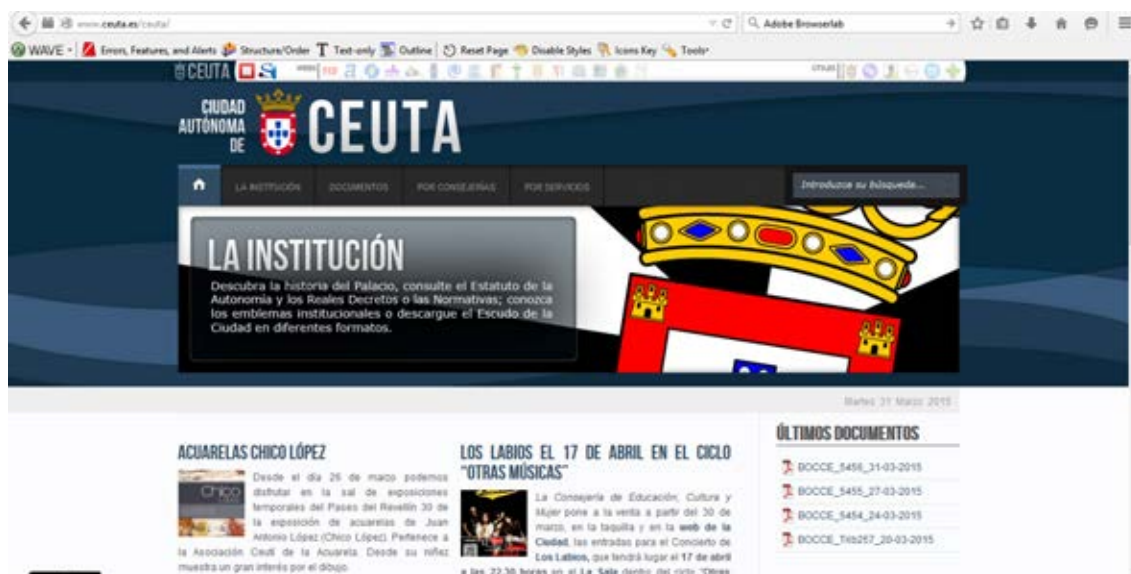 www.ceuta.es/ceuta/
Adobe Browserlab
WAVE
Errors, Features, and Alerts
Structure/Order
Text-only
Outline
Reset Page
Disable Styles
Icons Key
Tools
CEUTA
CIUDAD
AUTÓNOMA
DE
CEUTA
LA INSTITUCIÓN
DOCUMENTOS
POR CONSEJERÍAS
POR SERVICIOS
Introduzca su búsqueda...
LA INSTITUCIÓN
Descubra la historia del Palacio, consulte el Estatuto de la
Autonomía y los Reales Decretos o las Normativas; conozca
los emblemas institucionales o descargue el Escudo de la
Ciudad en diferentes formatos.
Martes 31 Marzo 2015
ACUARELAS CHICO LÓPEZ
Chico
Desde el día 26 de marzo podemos
disfrutar en la sal de exposiciones
temporales del Paseo del Revellín 30 de
la exposición de acuarelas de Juan
Antonio López (Chico López). Pertenece a
la Asociación Ceutí de la Acuarela. Desde su niñez
muestra un gran interés por el dibujo.
LOS LABIOS EL 17 DE ABRIL EN EL CICLO
"OTRAS MÚSICAS"
La Consejería de Educación, Cultura y
Mujer pone a la venta a partir del 30 de
marzo, en la taquilla y en la web de la
Ciudad, las entradas para el Concierto de
Los Labios, que tendrá lugar el 17 de abril
a las 22,30 horas en el La Sala dentro del ciclo "Otras
ÚLTIMOS DOCUMENTOS
BOCCE_5456_31-03-2015
BOCCE_5455_27-03-2015
BOCCE_5454_24-03-2015